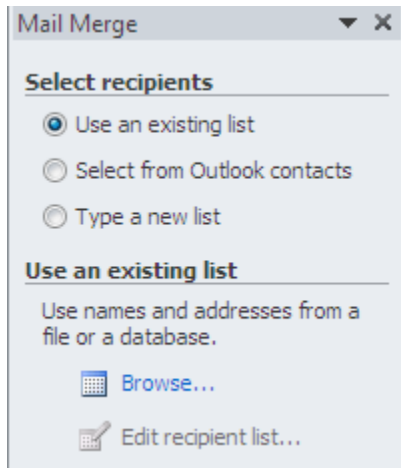 Mail Merge
Select recipients
Use an existing list
Select from Outlook contacts
Type a new list
Use an existing list
Use names and addresses from a
file or a database.
Browse...
Edit recipient list...